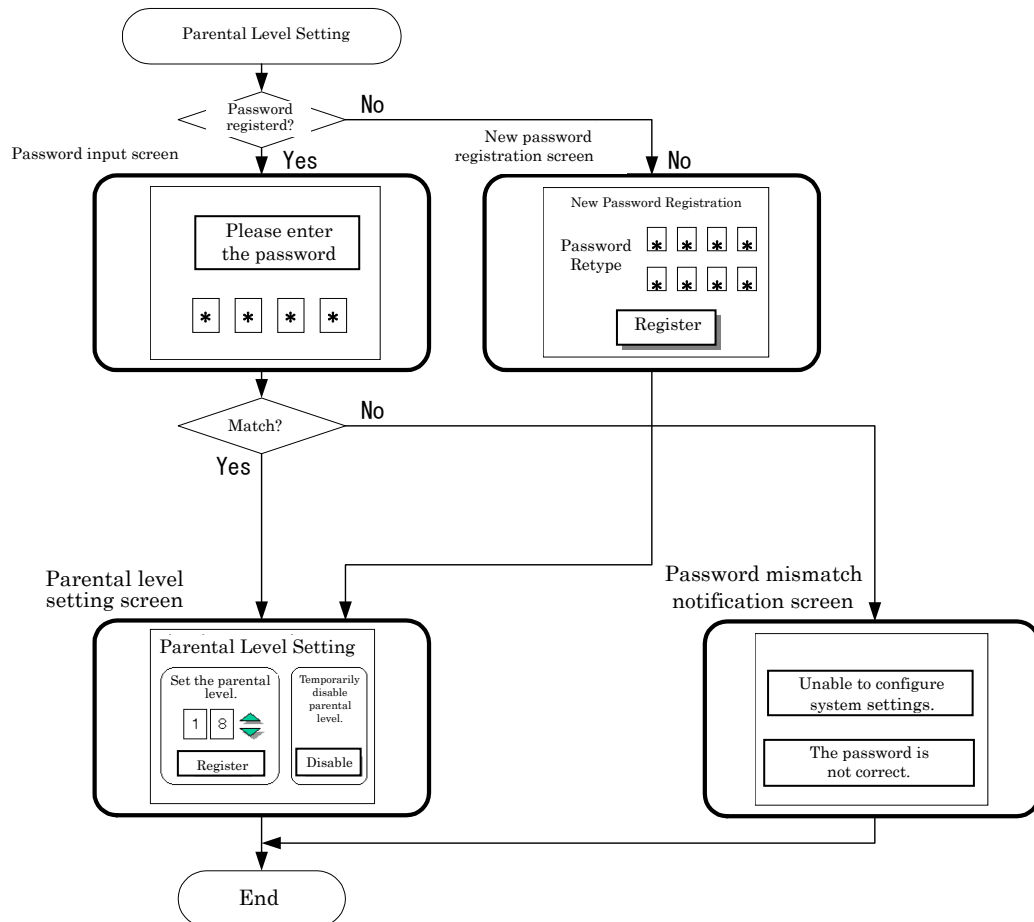 Parental Level Setting
Password
registerd?
No
New password
registration screen
Password input screen
Yes
No
Please enter
the password
* * * *
New Password Registration
Password
Retype
* * * *
* * * *
Register
Match?
No
Yes
Parental level
setting screen
Password mismatch
notification screen
Parental Level Setting
Set the parental
level.
1 8
Register
Temporarily
disable
parental
level.
Disable
Unable to configure
system settings.
The password is
not correct.
End